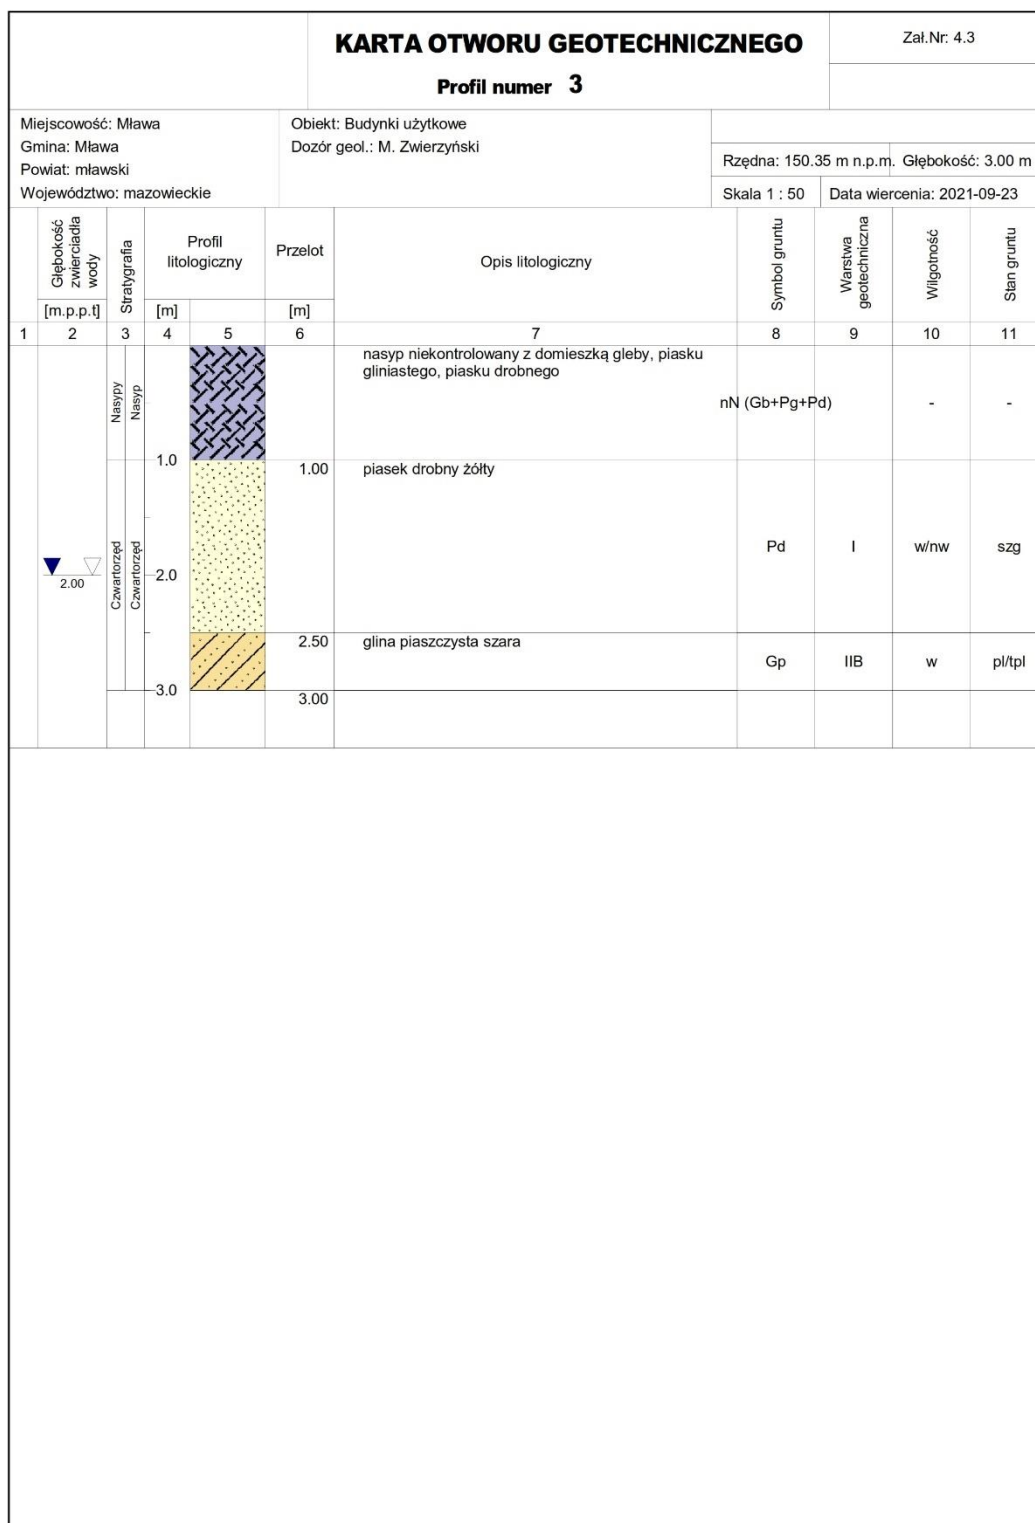 KARTA OTWORU GEOTECHNICZNEGO
Profil numer 3
Zał.Nr: 4.3
Miejscowość: Mława
Gmina: Mława
Powiat: mławski
Województwo: mazowieckie
Obiekt: Budynki użytkowe
Dozór geol.: M. Zwierzyński
Rzędna: 150.35 m n.p.m. Głębokość: 3.00 m
Skala 1 : 50 Data wiercenia: 2021-09-23
Głębokość
zwierciadła
wody
[m.p.p.t]
Stratygrafia
Profil
litologiczny
[m]
Przelot
[m]
Opis litologiczny
Symbol gruntu
Warstwa
geotechniczna
Wilgotność
Stan gruntu
1 2 3 4 5 6 7 8 9 10 11
Nasypy
Nasyp
nasyp niekontrolowany z domieszką gleby, piasku
gliniastego, piasku drobnego
nN (Gb+Pg+Pd) - -
1.0
1.00 piasek drobny żółty
Czwartorzęd
Czwartorzęd
Pd I w/nw szg
2.00
2.0
2.50 glina piaszczysta szara
Gp IIB w pl/tpl
3.0
3.00